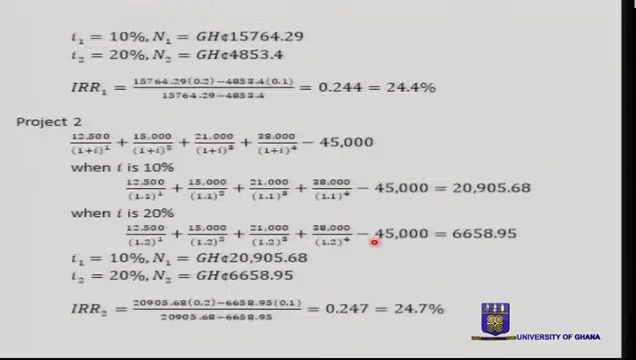 i₁ = 10%, N₁ = GH¢15764.29
i₂ = 20%, N₂ = GH¢4853.4
IRR₁ = (15764.29(0.2)−4853.4(0.1))/(15764.29−4853.4) = 0.244 = 24.4%
Project 2
12,500/(1+i)¹ + 15,000/(1+i)² + 21,000/(1+i)³ + 38,000/(1+i)⁴ − 45,000
when i is 10%
12,500/(1.1)¹ + 15,000/(1.1)² + 21,000/(1.1)³ + 38,000/(1.1)⁴ − 45,000 = 20,905.68
when i is 20%
12,500/(1.2)¹ + 15,000/(1.2)² + 21,000/(1.2)³ + 38,000/(1.2)⁴ − 45,000 = 6658.95
i₁ = 10%, N₁ = GH¢20,905.68
i₂ = 20%, N₂ = GH¢6658.95
IRR₂ = (20905.68(0.2)−6658.95(0.1))/(20905.68−6658.95) = 0.247 = 24.7%
UNIVERSITY OF GHANA